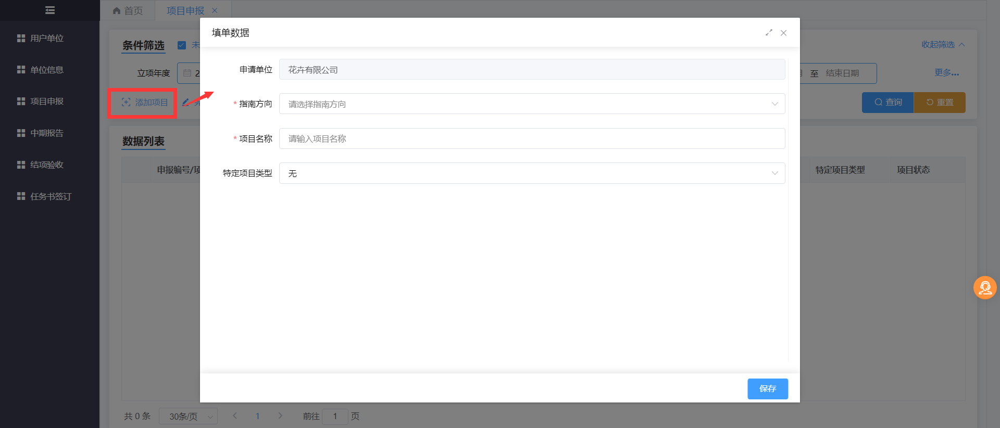 首页
项目申报
用户单位
单位信息
项目申报
中期报告
结项验收
任务书签订
条件筛选
未
收起筛选
立项年度
2
至 结束日期
更多...
添加项目
查询
重置
数据列表
申报编号/项
特定项目类型
项目状态
填单数据
申请单位
花卉有限公司
* 指南方向
请选择指南方向
* 项目名称
请输入项目名称
特定项目类型
无
保存
共 0 条
30条/页
1
前往 1 页